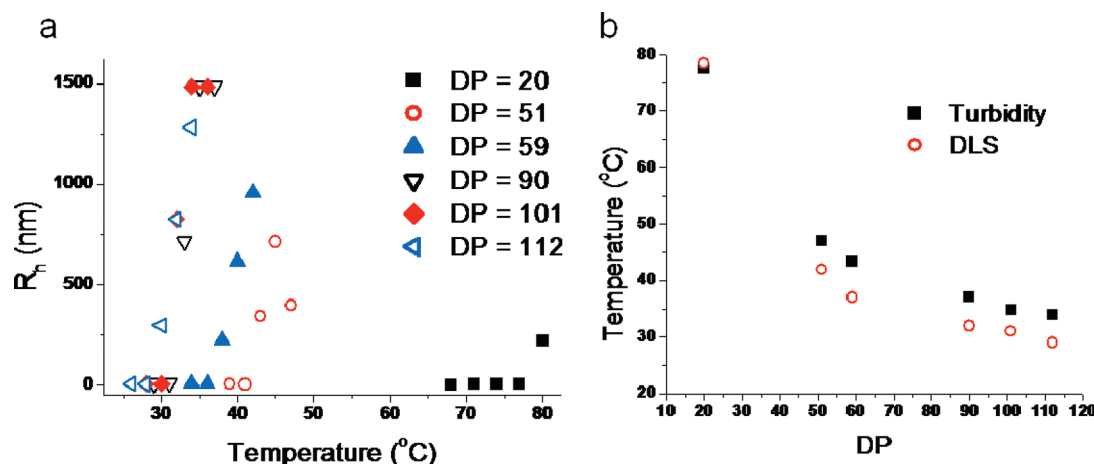 a
1500
1000
500
0
30
40
50
60
70
80
R_h (nm)
Temperature (°C)
DP = 20
DP = 51
DP = 59
DP = 90
DP = 101
DP = 112
b
80
70
60
50
40
30
20
10
20
30
40
50
60
70
80
90
100
110
120
Temperature (°C)
DP
Turbidity
DLS